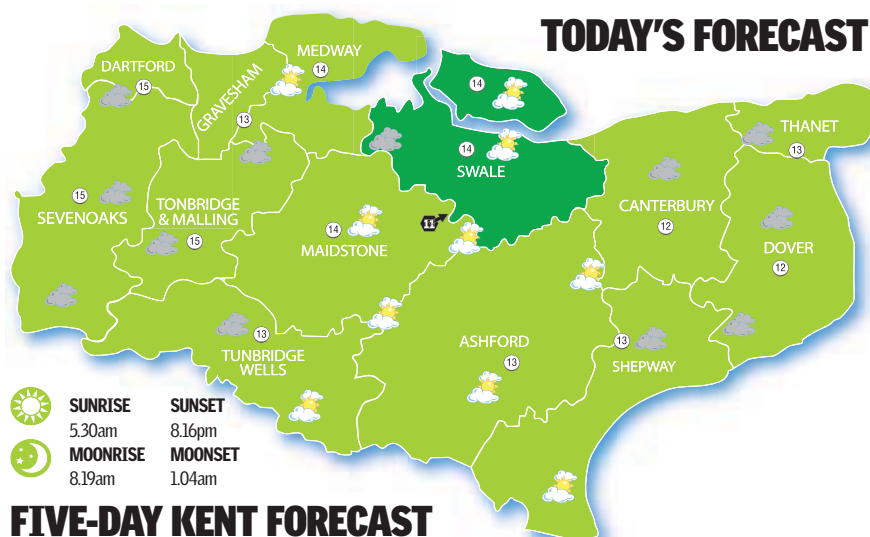 TODAY'S FORECAST
MEDWAY
14
DARTFORD
15
GRAVESHAM
13
14
THANET
13
14
SWALE
15
SEVENOAKS
TONBRIDGE
& MALLING
15
11
14
MAIDSTONE
CANTERBURY
12
DOVER
12
13
TUNBRIDGE
WELLS
ASHFORD
13
13
SHEPWAY
SUNRISE SUNSET
5.30am 8.16pm
MOONRISE MOONSET
8.19am 1.04am
FIVE-DAY KENT FORECAST